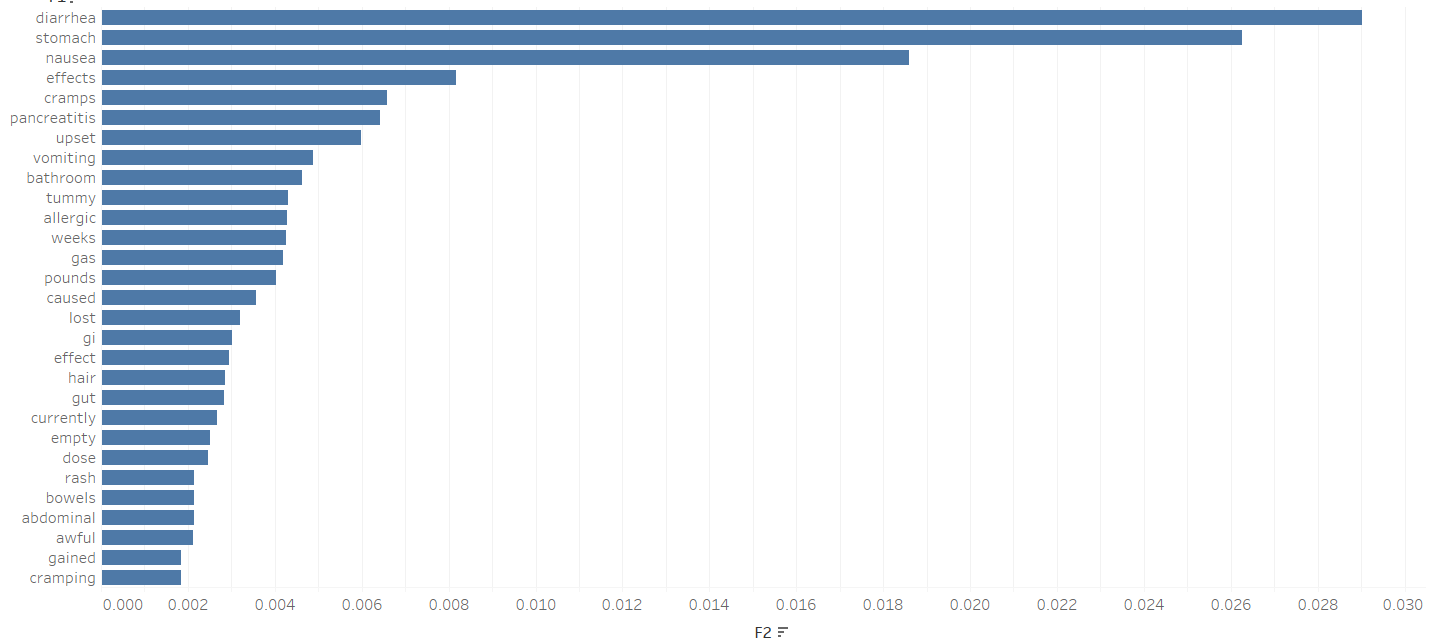 diarrhea
stomach
nausea
effects
cramps
pancreatitis
upset
vomiting
bathroom
tummy
allergic
weeks
gas
pounds
caused
lost
gi
effect
hair
gut
currently
empty
dose
rash
bowels
abdominal
awful
gained
cramping
0.000 0.002 0.004 0.006 0.008 0.010 0.012 0.014 0.016 0.018 0.020 0.022 0.024 0.026 0.028 0.030
F2